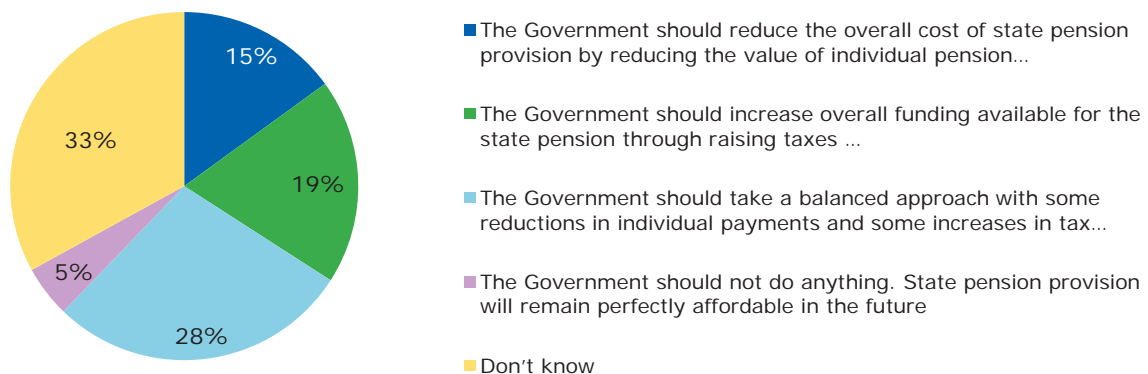 15%
19%
28%
5%
33%
The Government should reduce the overall cost of state pension
provision by reducing the value of individual pension...
The Government should increase overall funding available for the
state pension through raising taxes ...
The Government should take a balanced approach with some
reductions in individual payments and some increases in tax...
The Government should not do anything. State pension provision
will remain perfectly affordable in the future
Don't know